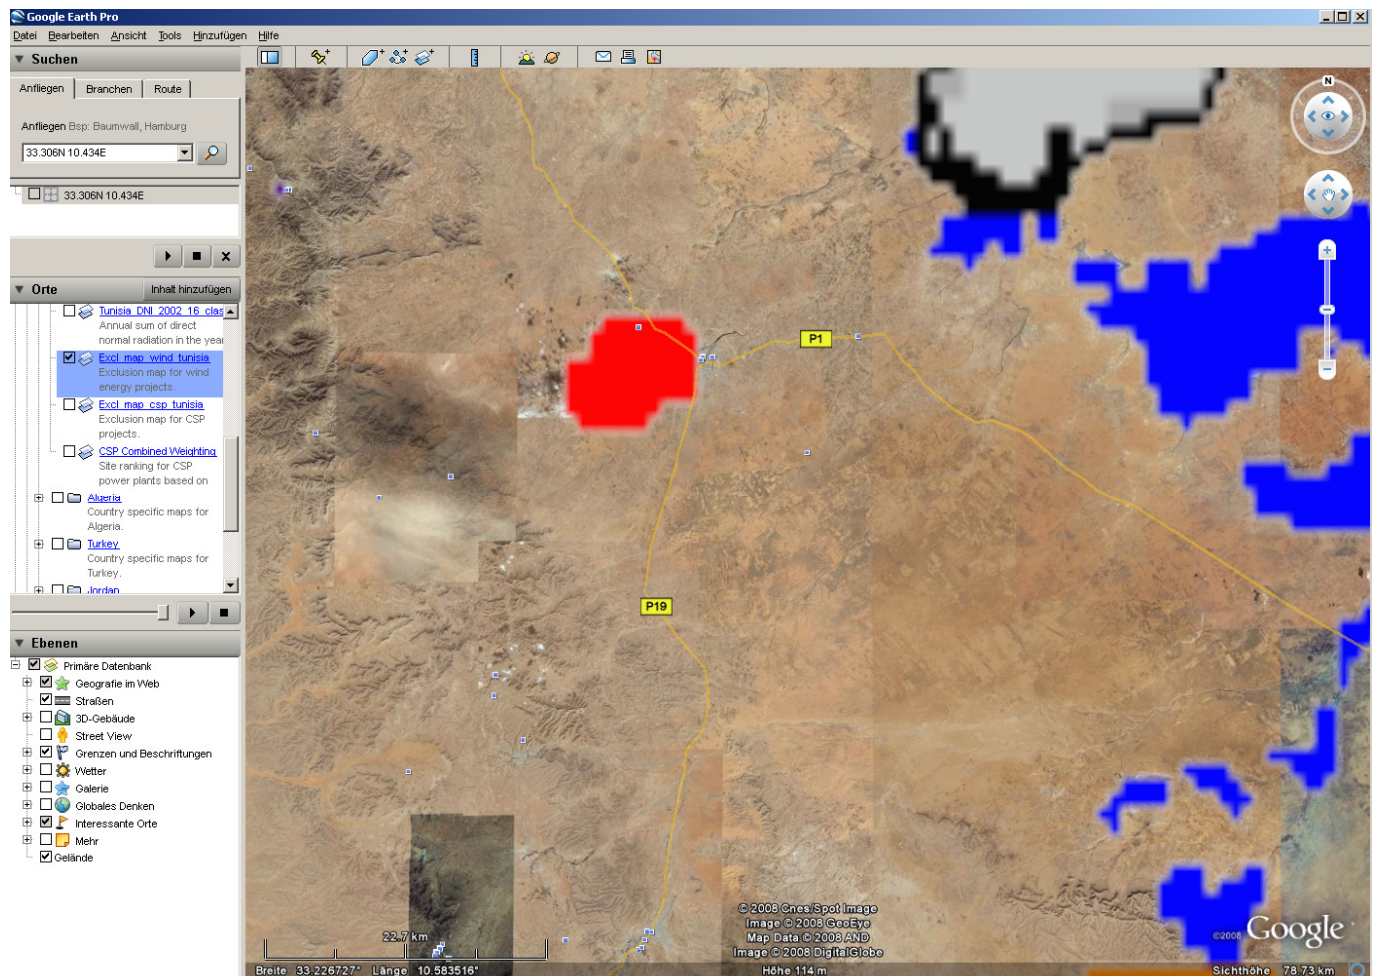 Google Earth Pro
Datei Bearbeiten Ansicht Tools Hinzufügen Hilfe
Suchen
Anfliegen Branchen Route
Anfliegen Bsp: Baumwall, Hamburg
33.306N 10.434E
33.306N 10.434E
Orte Inhalt hinzufügen
Tunisia DNI 2002 16 clas
Annual sum of direct
normal radiation in the year
Excl map wind tunisia
Exclusion map for wind
energy projects.
Excl map csp tunisia
Exclusion map for CSP
projects.
CSP Combined Weighting
Site ranking for CSP
power plants based on
Algeria
Country specific maps for
Algeria.
Turkey
Country specific maps for
Turkey.
Jordan
Ebenen
Primäre Datenbank
Geografie im Web
Straßen
3D-Gebäude
Street View
Grenzen und Beschriftungen
Wetter
Galerie
Globales Denken
Interessante Orte
Mehr
Gelände
N
P1
P19
22.7 km
© 2008 Cnes/Spot Image
Image © 2008 GeoEye
Map Data © 2008 AND
Image © 2008 DigitalGlobe
©2008 Google
Breite 33.226727° Länge 10.583516° Höhe 114 m Sichthöhe 78.73 km